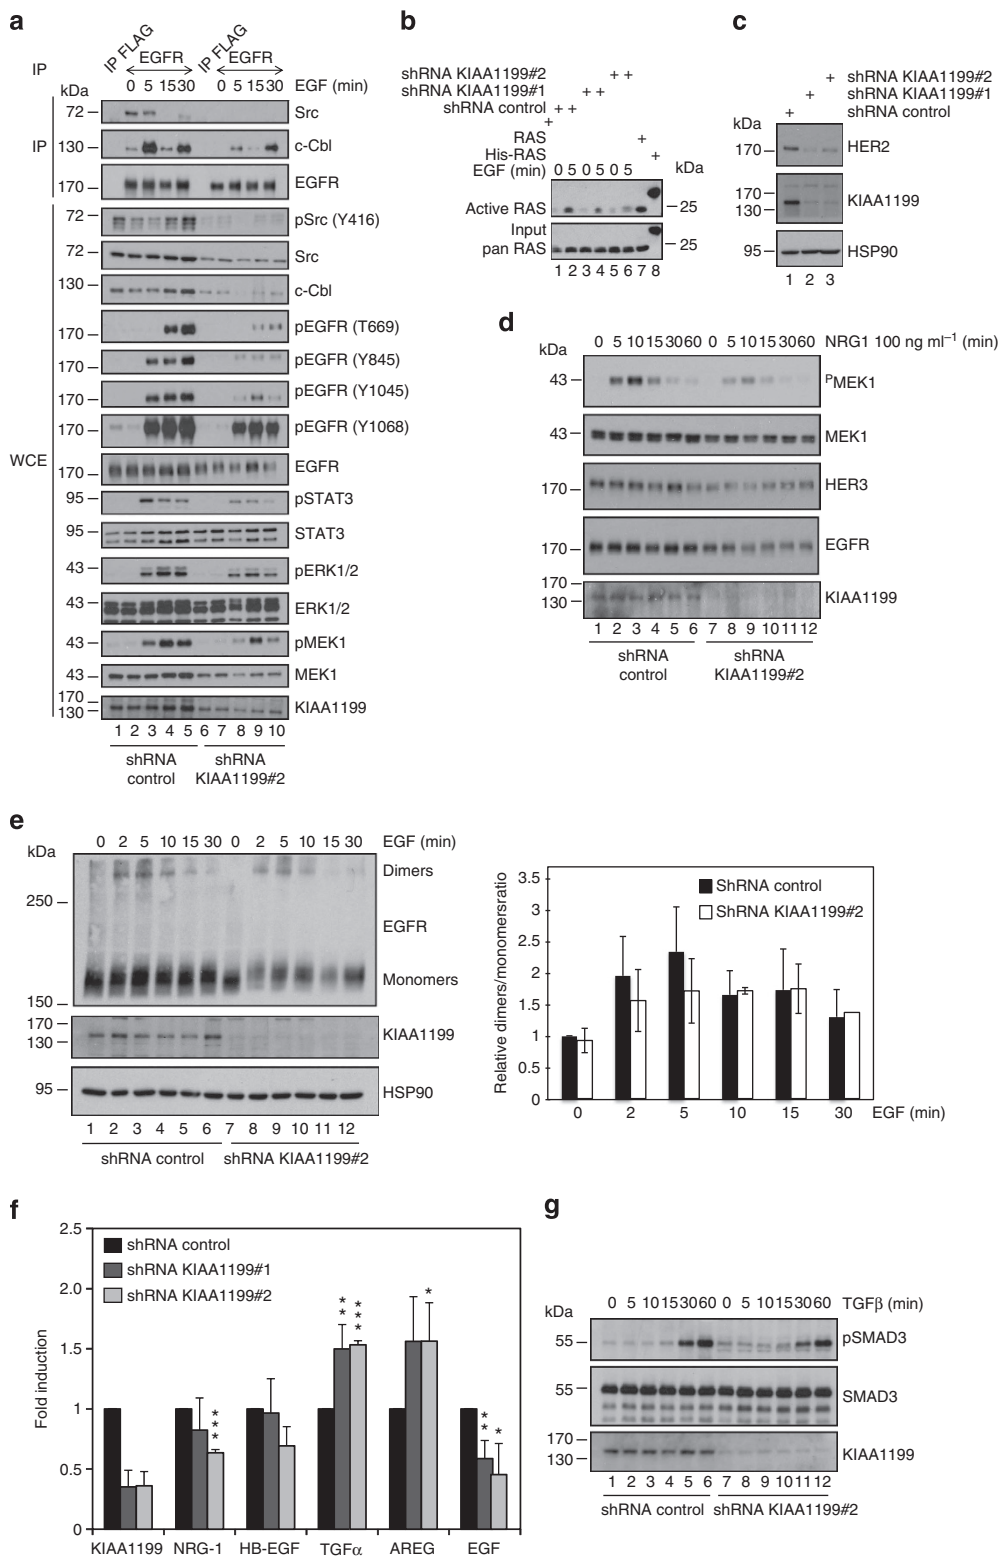 a
IP
IP FLAG
EGFR
IP FLAG
EGFR
kDa
0 5 15 30 0 5 15 30 EGF (min)
IP
72 Src
130 c-Cbl
170 EGFR
WCE
72 pSrc (Y416)
72 Src
130 c-Cbl
170 pEGFR (T669)
170 pEGFR (Y845)
170 pEGFR (Y1045)
170 pEGFR (Y1068)
170 EGFR
95 pSTAT3
95 STAT3
43 pERK1/2
43 ERK1/2
43 pMEK1
43 MEK1
170
130 KIAA1199
1 2 3 4 5 6 7 8 9 10
shRNA control
shRNA KIAA1199#2
b
shRNA KIAA1199#2 + +
shRNA KIAA1199#1 + +
shRNA control + +
+
RAS +
His-RAS +
EGF (min) 0 5 0 5 0 5 kDa
Active RAS 25
Input
pan RAS 25
1 2 3 4 5 6 7 8
c
+ shRNA KIAA1199#2
+ shRNA KIAA1199#1
+ shRNA control
kDa
170 HER2
170
130 KIAA1199
95 HSP90
1 2 3
d
0 5 10 15 30 60 0 5 10 15 30 60 NRG1 100 ng ml−1 (min)
kDa
43 PMEK1
43 MEK1
170 HER3
170 EGFR
170
130 KIAA1199
1 2 3 4 5 6 7 8 9 10 11 12
shRNA control
shRNA KIAA1199#2
e
0 2 5 10 15 30 0 2 5 10 15 30 EGF (min)
kDa
Dimers
250
EGFR
Monomers
150
170
130 KIAA1199
95 HSP90
1 2 3 4 5 6 7 8 9 10 11 12
shRNA control shRNA KIAA1199#2
Relative dimers/monomersratio
3.5
3
2.5
2
1.5
1
0.5
0
ShRNA control
ShRNA KIAA1199#2
0 2 5 10 15 30 EGF (min)
f
Fold induction
2.5
2.0
1.5
1
0.5
0
shRNA control
shRNA KIAA1199#1
shRNA KIAA1199#2
***
** ***
*
** *
KIAA1199 NRG-1 HB-EGF TGFα AREG EGF
g
0 5 10 15 30 60 0 5 10 15 30 60 TGFβ (min)
kDa
55 pSMAD3
55 SMAD3
170
130 KIAA1199
1 2 3 4 5 6 7 8 9 10 11 12
shRNA control shRNA KIAA1199#2